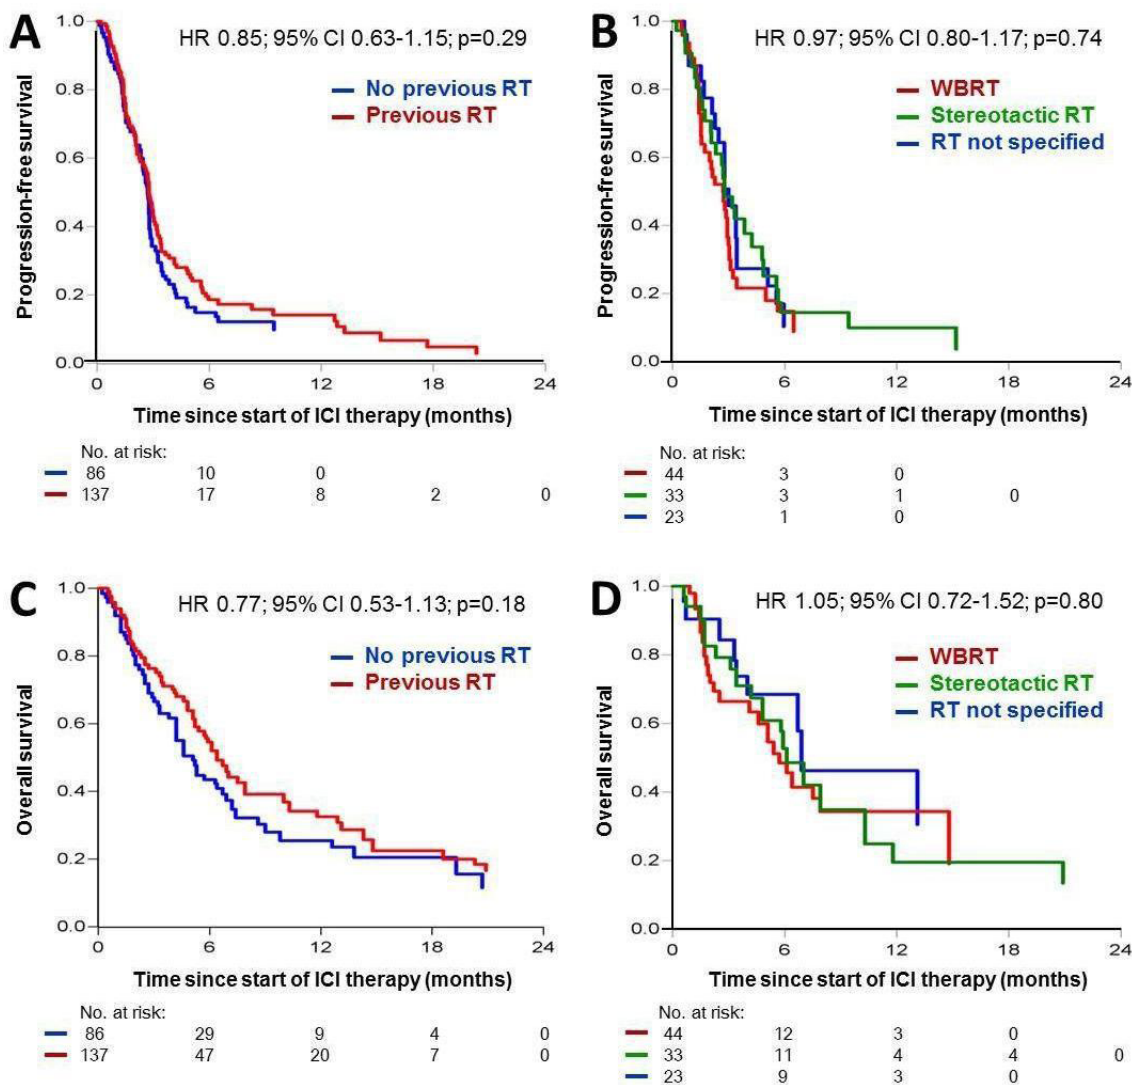 A
HR 0.85; 95% CI 0.63-1.15; p=0.29
No previous RT
Previous RT
Progression-free survival
1.0
0.8
0.6
0.4
0.2
0.0
0 6 12 18 24
Time since start of ICI therapy (months)
No. at risk:
86 10 0
137 17 8 2 0
B
HR 0.97; 95% CI 0.80-1.17; p=0.74
WBRT
Stereotactic RT
RT not specified
Progression-free survival
1.0
0.8
0.6
0.4
0.2
0.0
0 6 12 18 24
Time since start of ICI therapy (months)
No. at risk:
44 3 0
33 3 1 0
23 1 0
C
HR 0.77; 95% CI 0.53-1.13; p=0.18
No previous RT
Previous RT
Overall survival
1.0
0.8
0.6
0.4
0.2
0.0
0 6 12 18 24
Time since start of ICI therapy (months)
No. at risk:
86 29 9 4 0
137 47 20 7 0
D
HR 1.05; 95% CI 0.72-1.52; p=0.80
WBRT
Stereotactic RT
RT not specified
Overall survival
1.0
0.8
0.6
0.4
0.2
0.0
0 6 12 18 24
Time since start of ICI therapy (months)
No. at risk:
44 12 3 0
33 11 4 4 0
23 9 3 0